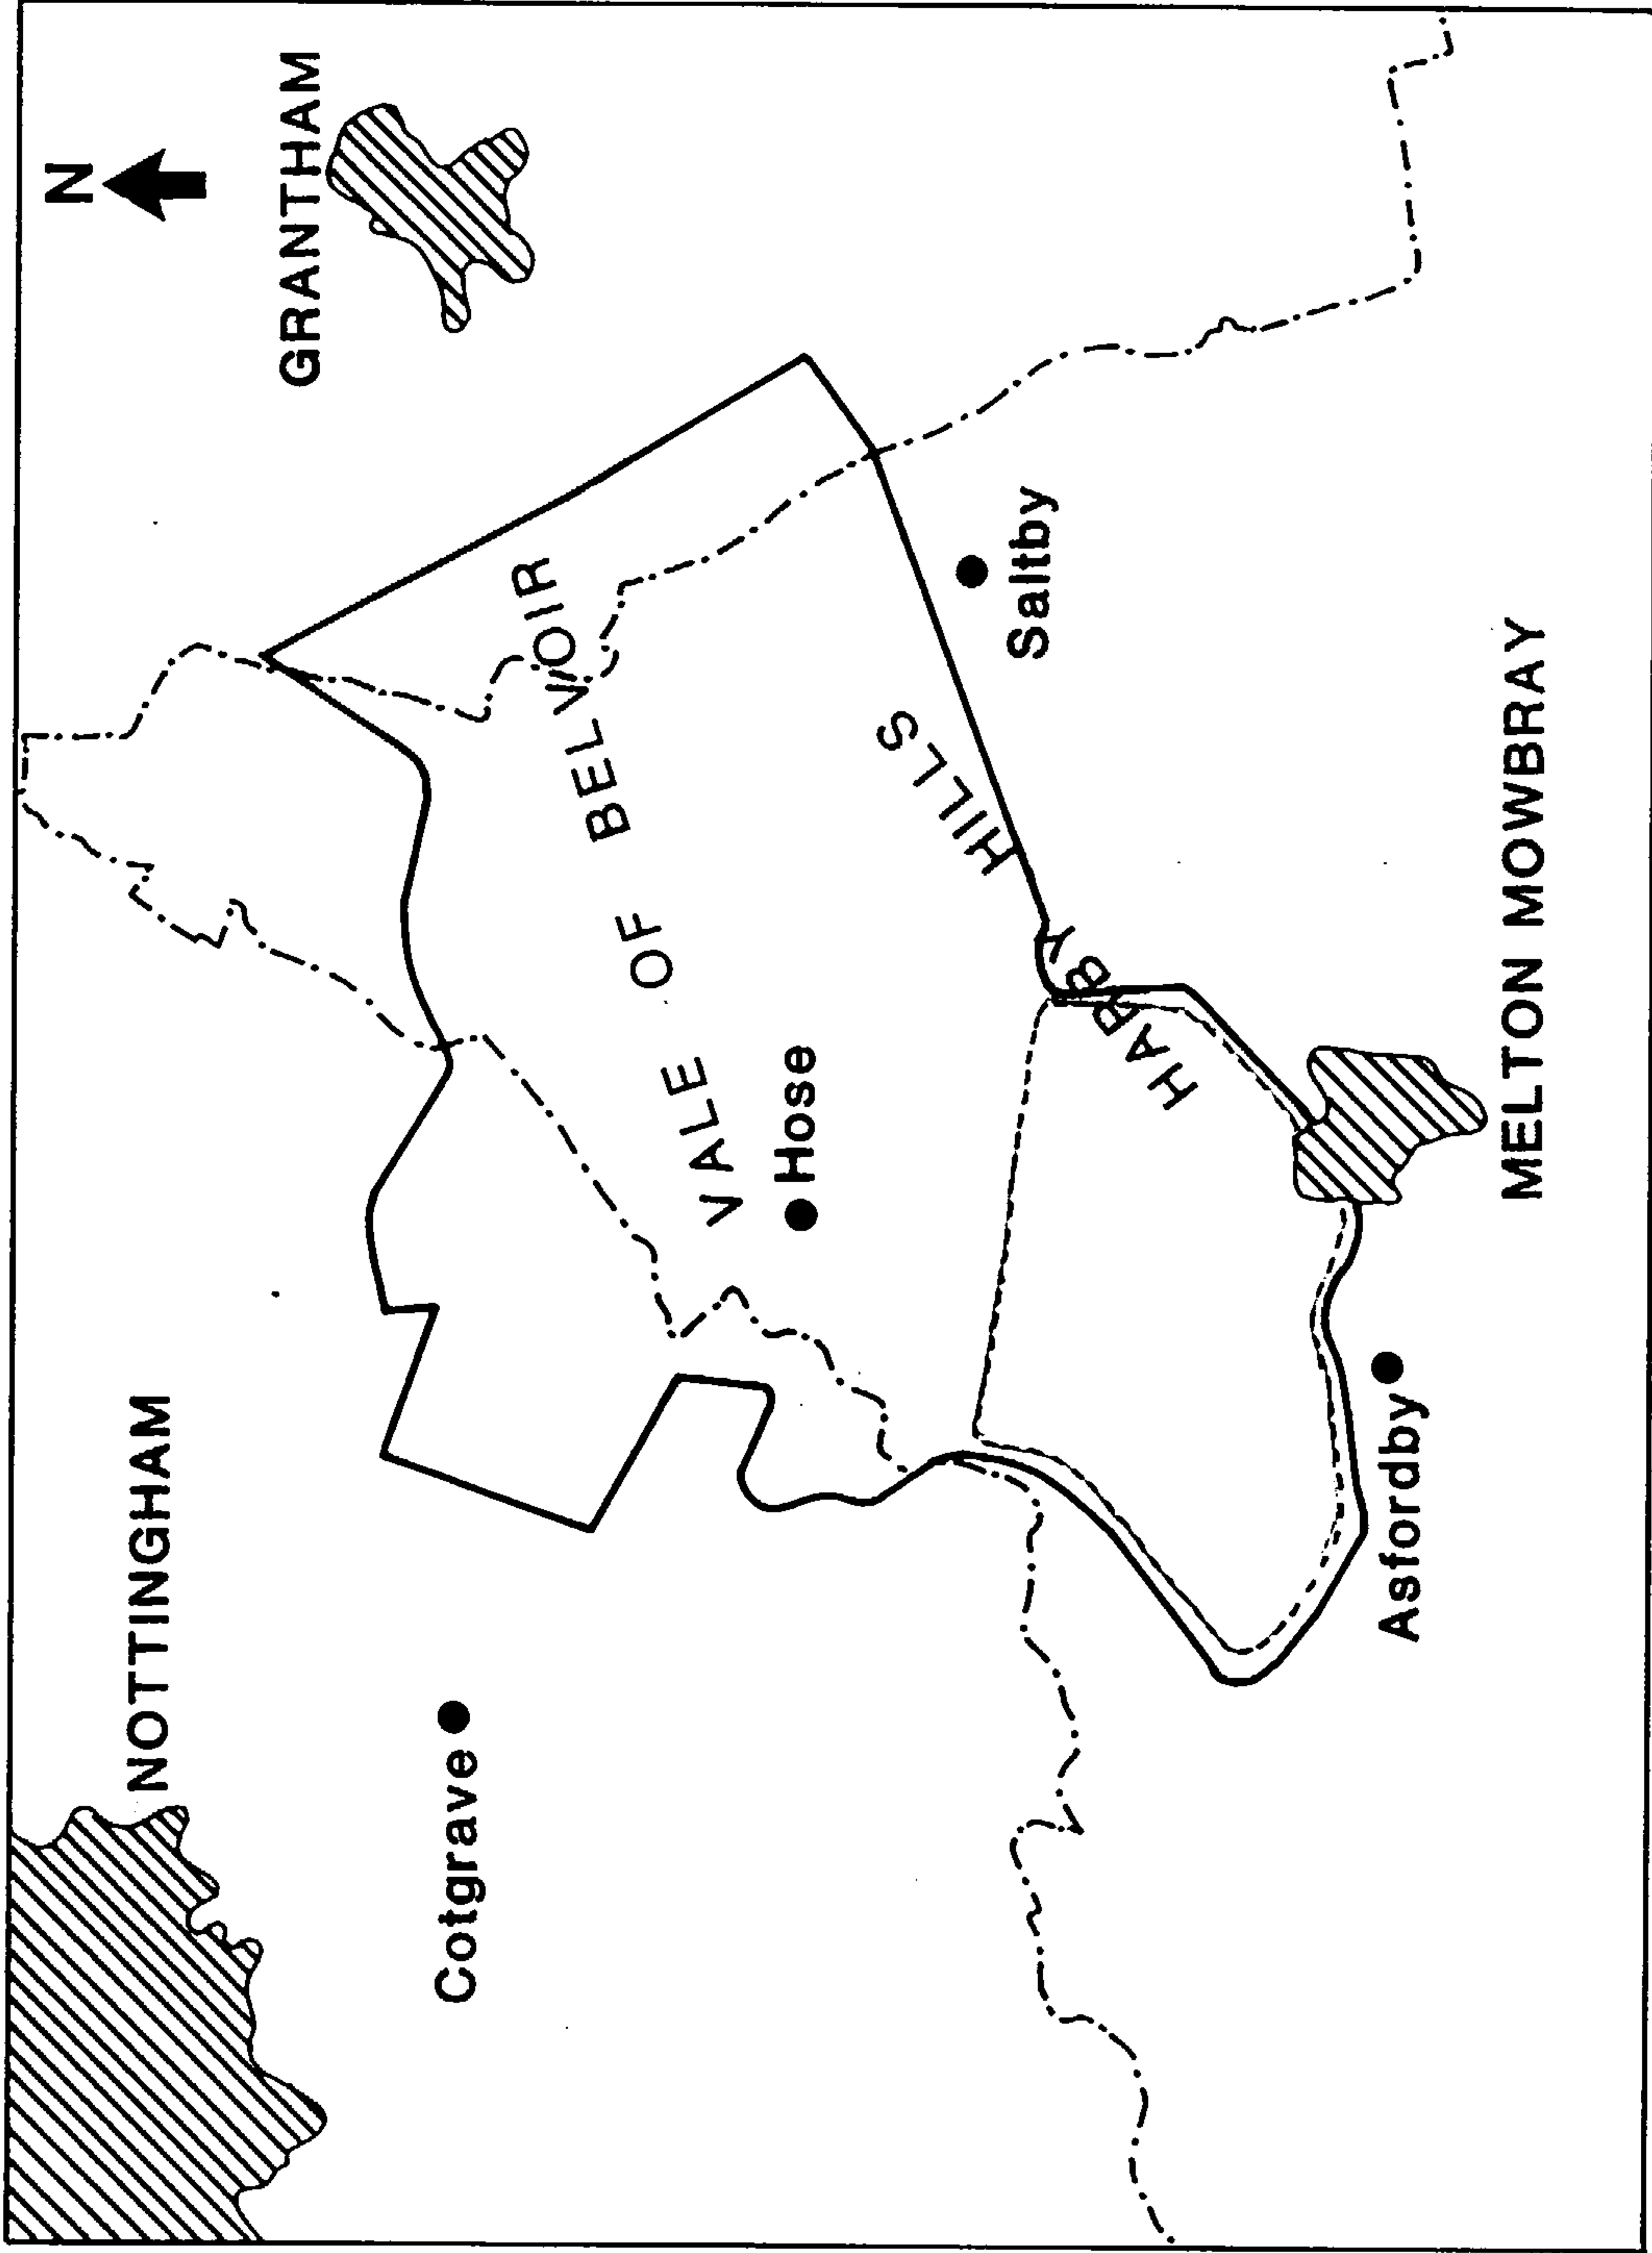 N
NOTTINGHAM
GRANTHAM
Cotgrave
VALE OF BELVOIR
Hose
HARBY HILLS
Saltby
Asfordby
MELTON MOWBRAY